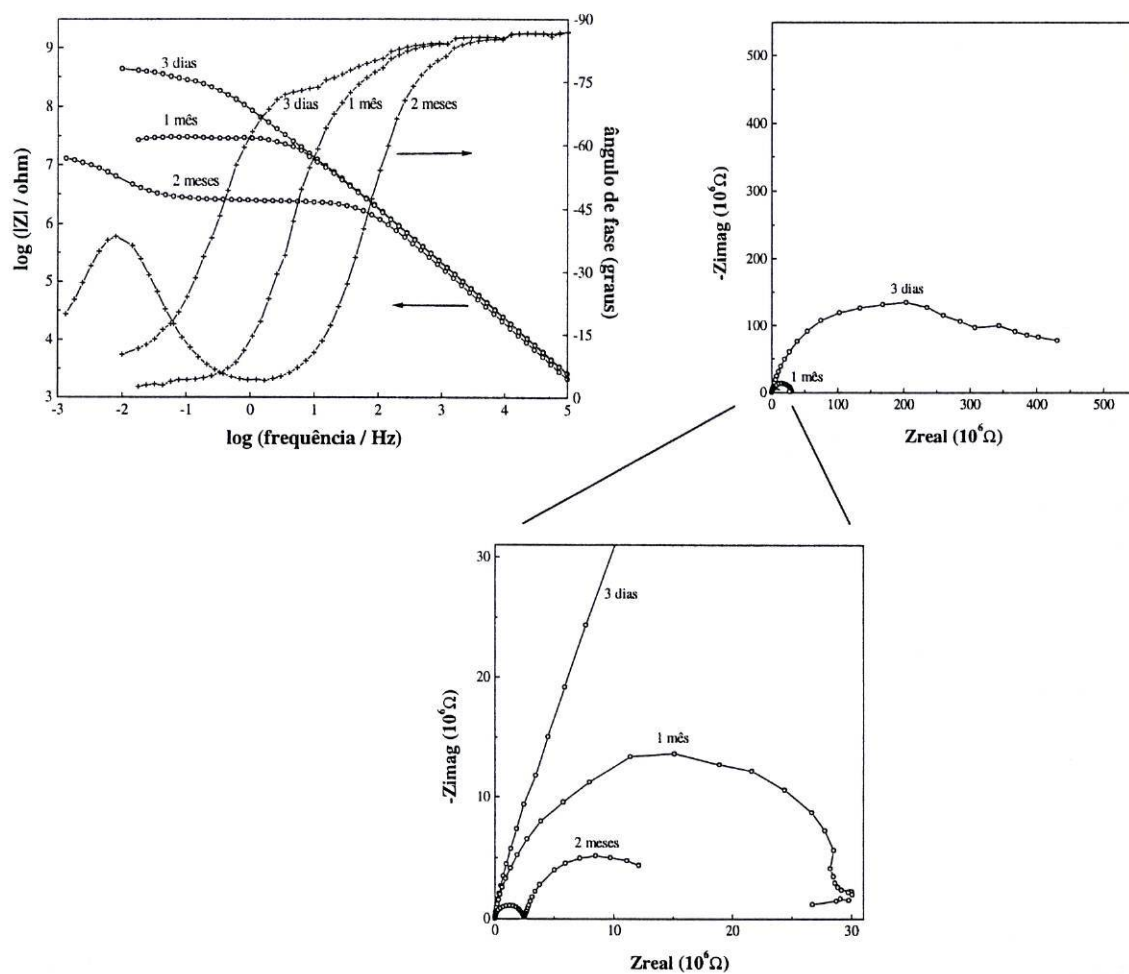 log (|Z| / ohm)
9
8
7
6
5
4
3
-3
-2
-1
0
1
2
3
4
5
log (frequência / Hz)
-90
-75
-60
-45
-30
-15
0
ângulo de fase (graus)
3 dias
1 mês
2 meses
3 dias
1 mês
2 meses
-Zimag (10⁶Ω)
500
400
300
200
100
0
0
100
200
300
400
500
Zreal (10⁶Ω)
3 dias
1 mês
-Zimag (10⁶Ω)
30
20
10
0
0
10
20
30
Zreal (10⁶Ω)
3 dias
1 mês
2 meses